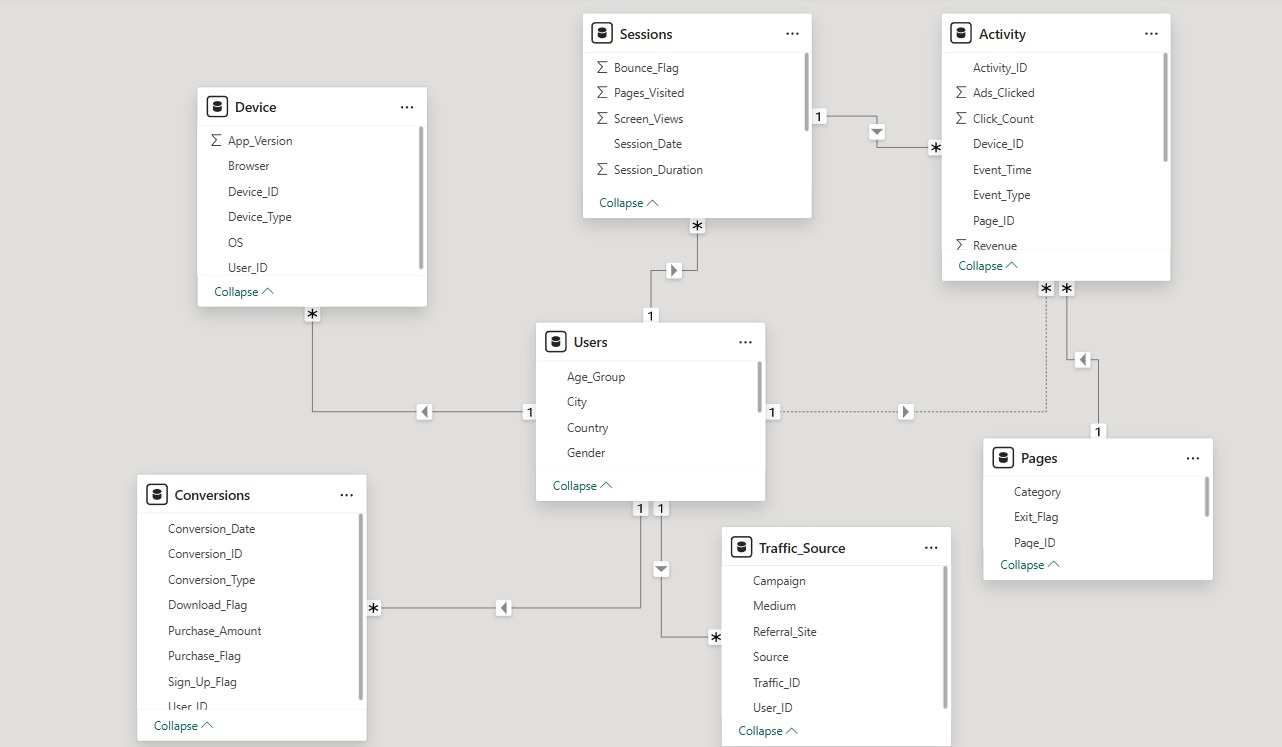 Sessions
Σ Bounce_Flag
Σ Pages_Visited
Σ Screen_Views
Session_Date
Σ Session_Duration
Collapse
Activity
Activity_ID
Σ Ads_Clicked
Σ Click_Count
Device_ID
Event_Time
Event_Type
Page_ID
Σ Revenue
Collapse
Device
Σ App_Version
Browser
Device_ID
Device_Type
OS
User_ID
Collapse
1
*
*
1
*
*
*
Users
Age_Group
City
Country
Gender
Collapse
1
1
1
1
1
Pages
Category
Exit_Flag
Page_ID
Collapse
Conversions
Conversion_Date
Conversion_ID
Conversion_Type
Download_Flag
Purchase_Amount
Purchase_Flag
Sign_Up_Flag
User_ID
Collapse
*
*
Traffic_Source
Campaign
Medium
Referral_Site
Source
Traffic_ID
User_ID
Collapse